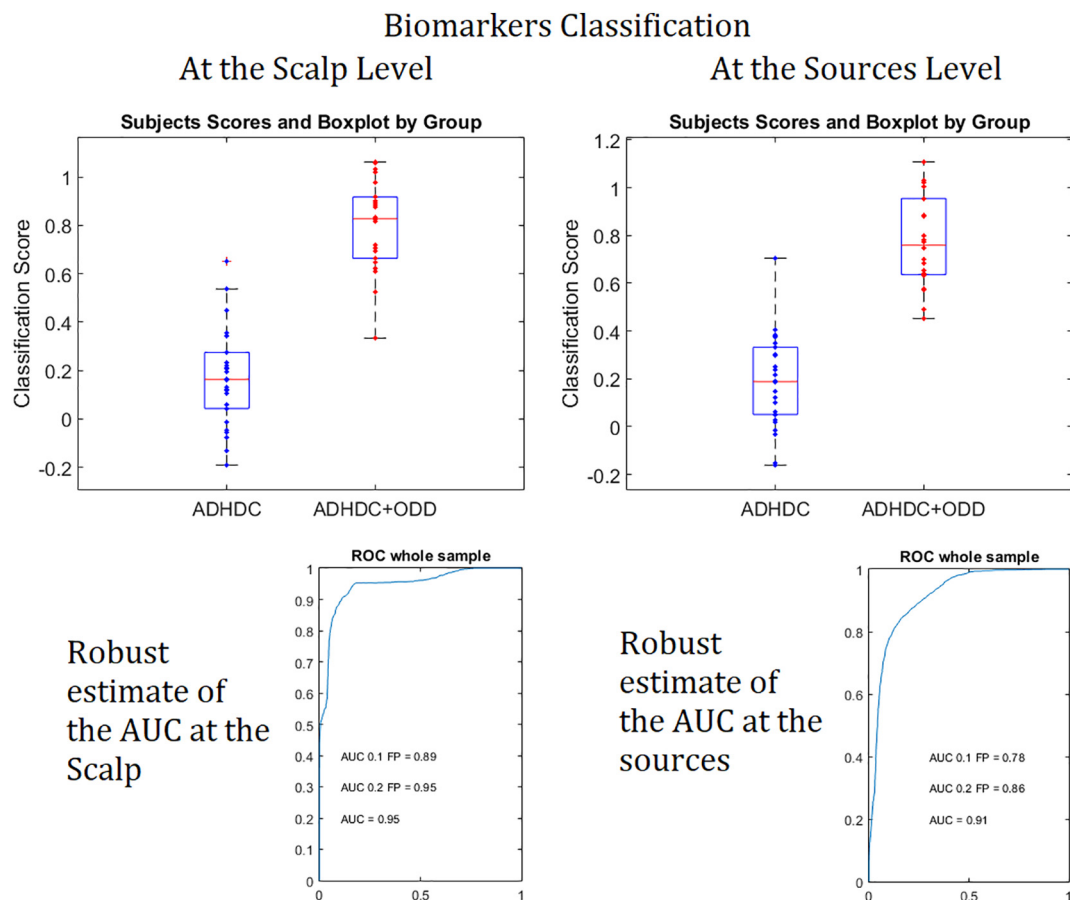 Biomarkers Classification
At the Scalp Level
At the Sources Level
Subjects Scores and Boxplot by Group
Classification Score
1
0.8
0.6
0.4
0.2
0
-0.2
ADHDC
ADHDC+ODD
Subjects Scores and Boxplot by Group
Classification Score
1.2
1
0.8
0.6
0.4
0.2
0
-0.2
ADHDC
ADHDC+ODD
Robust
estimate of
the AUC at the
Scalp
ROC whole sample
1
0.9
0.8
0.7
0.6
0.5
0.4
0.3
0.2
0.1
0
AUC 0.1 FP = 0.89
AUC 0.2 FP = 0.95
AUC = 0.95
0
0.5
1
Robust
estimate of
the AUC at the
sources
ROC whole sample
1
0.8
0.6
0.4
0.2
0
AUC 0.1 FP = 0.78
AUC 0.2 FP = 0.86
AUC = 0.91
0
0.5
1